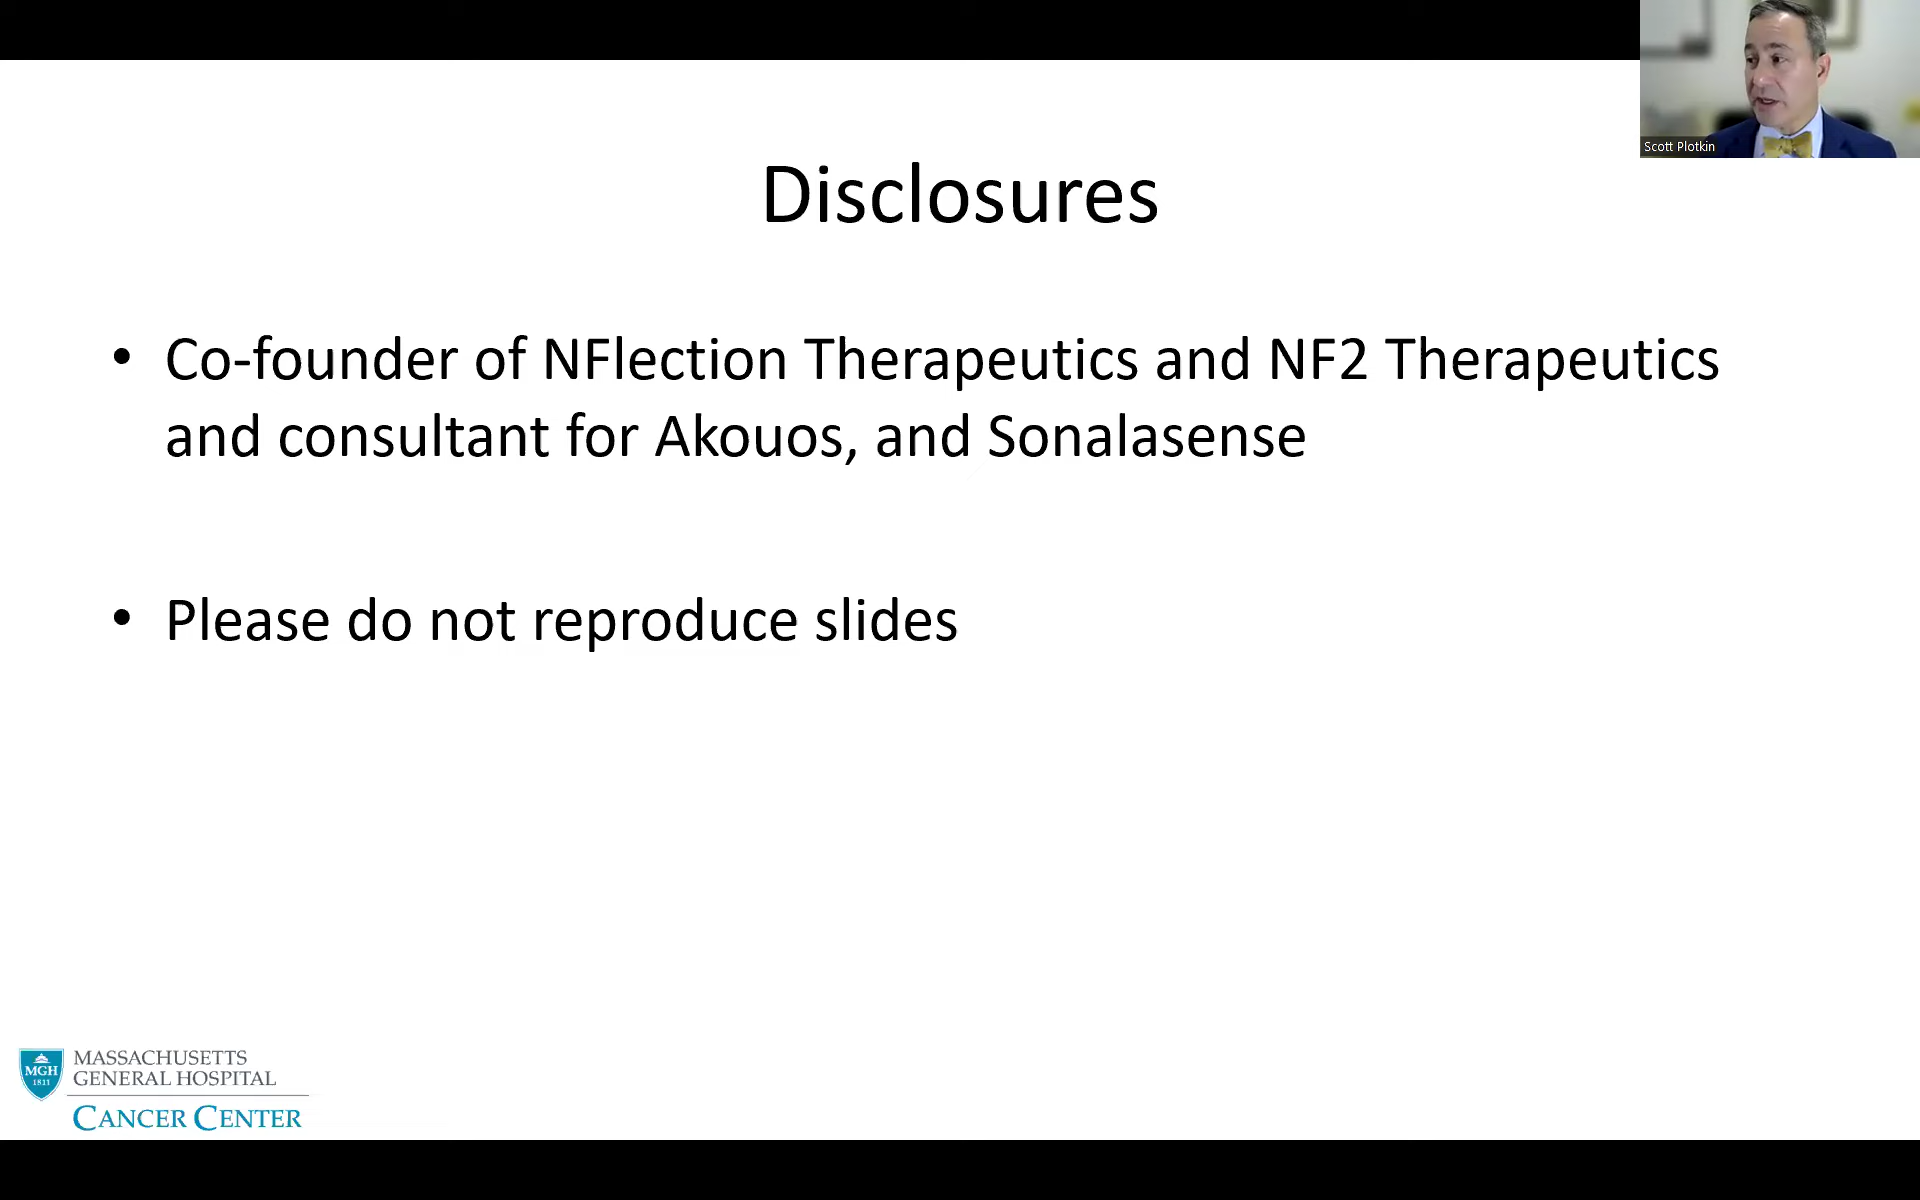 Scott Plotkin
Disclosures
• Co-founder of NFlection Therapeutics and NF2 Therapeutics
and consultant for Akouos, and Sonalasense
• Please do not reproduce slides
MGH
1811
MASSACHUSETTS
GENERAL HOSPITAL
CANCER CENTER